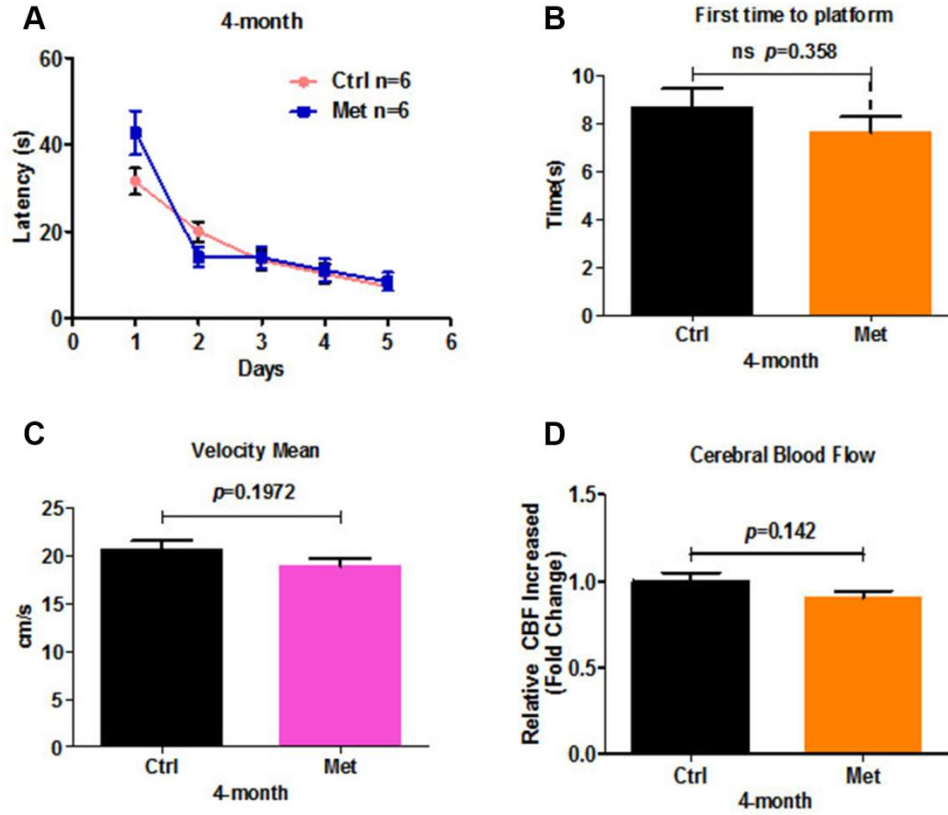 A
4-month
60
40
20
0
Latency (s)
Ctrl n=6
Met n=6
0 1 2 3 4 5 6
Days
B
First time to platform
ns p=0.358
10
8
6
4
2
0
Time(s)
Ctrl Met
4-month
C
Velocity Mean
p=0.1972
25
20
15
10
5
0
cm/s
Ctrl Met
4-month
D
Cerebral Blood Flow
p=0.142
1.5
1.0
0.5
0.0
Relative CBF Increased
(Fold Change)
Ctrl Met
4-month